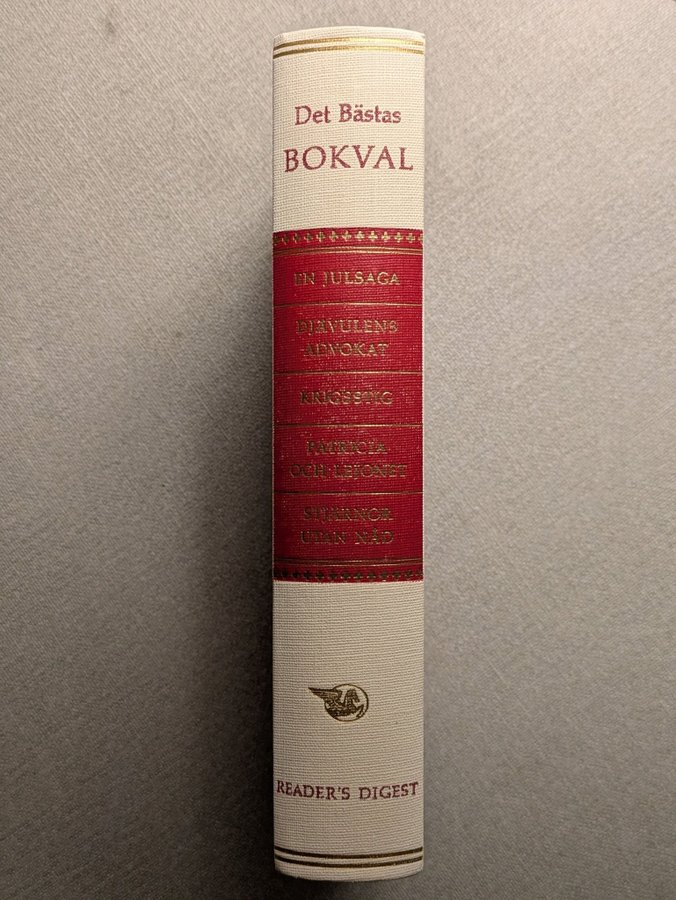 Det Bästas
BOKVAL
EN JULSAGA
DJÄVULENS
ADVOKAT
KRIGSSTIG
PATRICIA
OCH LEJONET
STJÄRNOR
UTAN NÅD
READER'S DIGEST